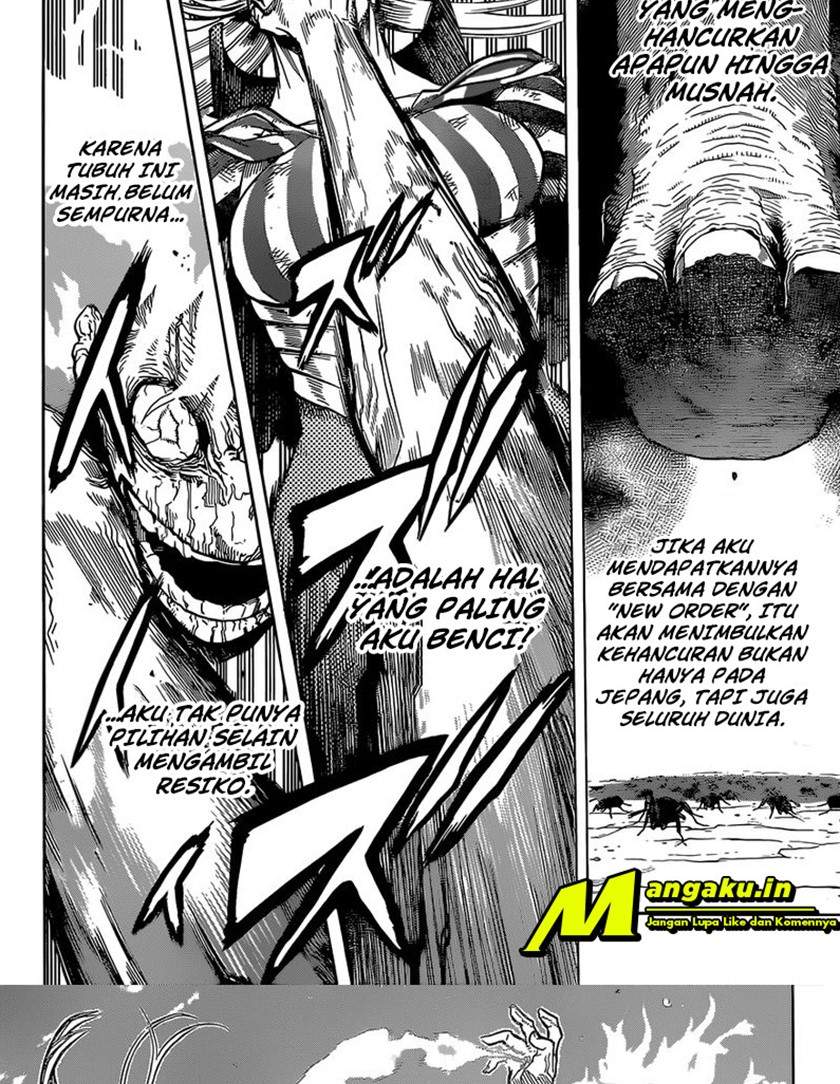 YANG MENG-
HANCURKAN
APAPUN HINGGA
MUSNAH.
JIKA AKU
MENDAPATKANNYA
BERSAMA DENGAN
"NEW ORDER", ITU
AKAN MENIMBULKAN
KEHANCURAN BUKAN
HANYA PADA
JEPANG, TAPI JUGA
SELURUH DUNIA.
KARENA
TUBUH INI
MASIH BELUM
SEMPURNA...
...ADALAH HAL
YANG PALING
AKU BENCI!
...AKU TAK PUNYA
PILIHAN SELAIN
MENGAMBIL
RESIKO.
Mangaku.in
Jangan Lupa Like dan Komennya